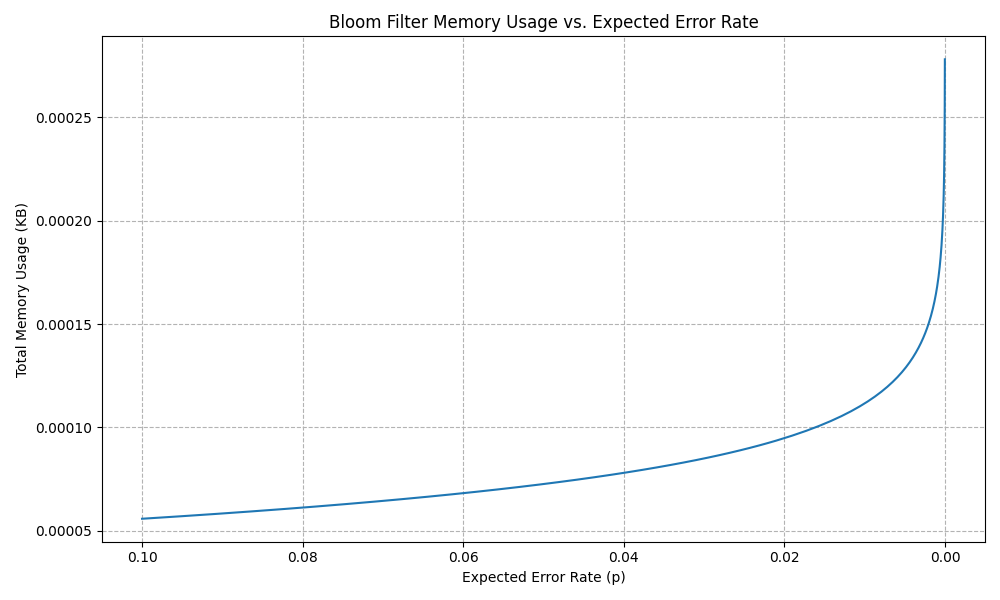 Bloom Filter Memory Usage vs. Expected Error Rate
0.00025
0.00020
0.00015
0.00010
0.00005
Total Memory Usage (KB)
0.10 0.08 0.06 0.04 0.02 0.00
Expected Error Rate (p)